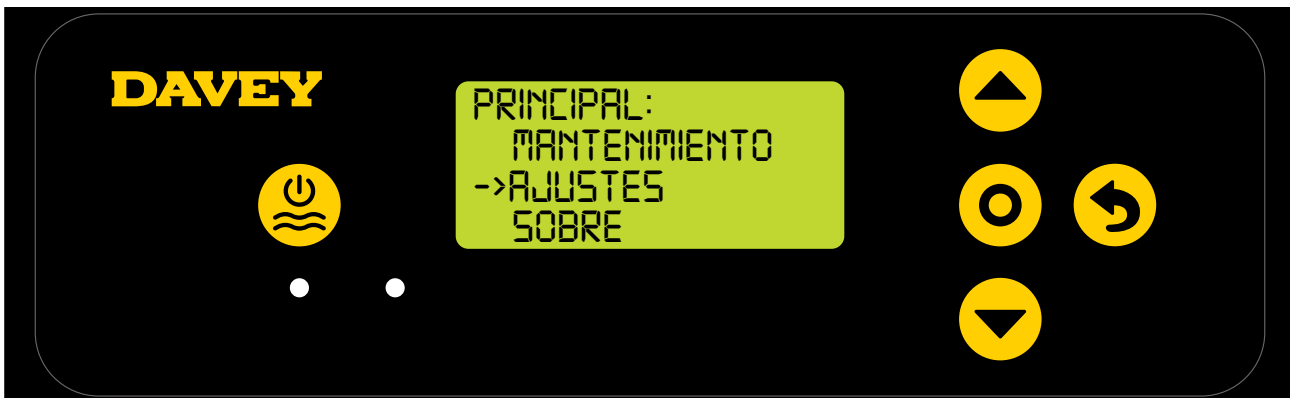 DAVEY
PRINCIPAL:
MANTENIMIENTO
->AJUSTES
SOBRE